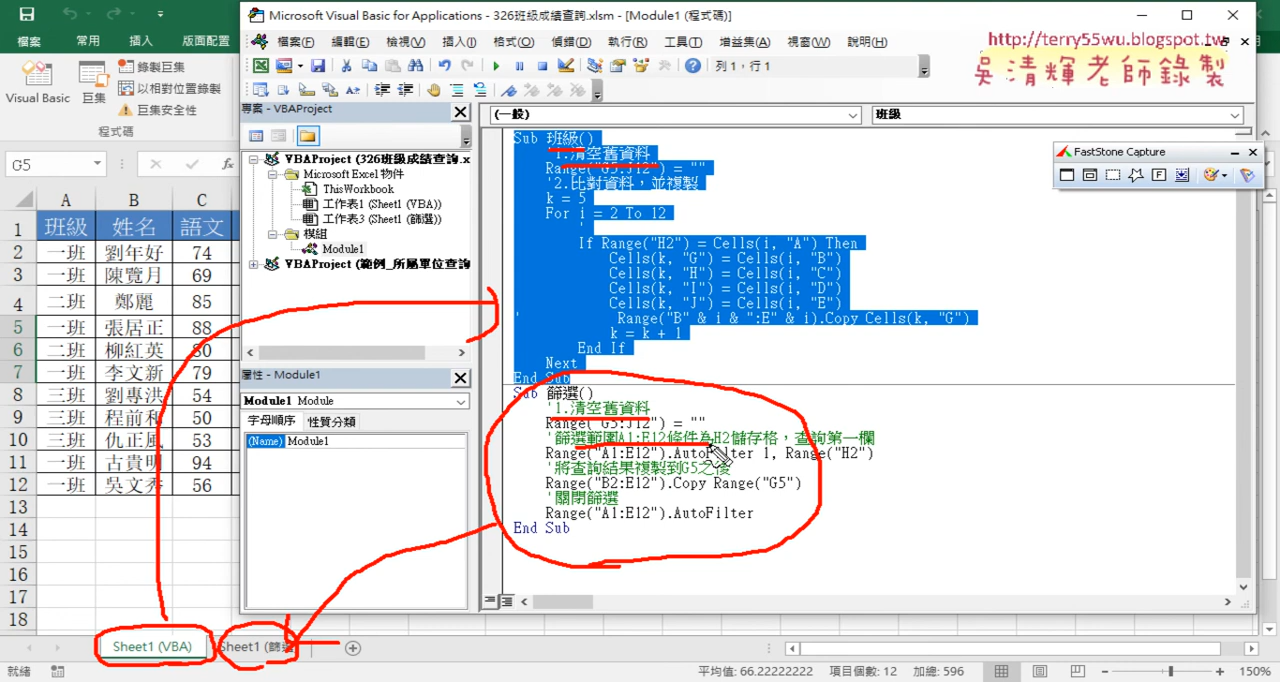 Microsoft Visual Basic for Applications - 326班級成績查詢.xlsm - [Module1 (程式碼)]
檔案 常用 插入 版面配置
檔案(F) 編輯(E) 檢視(V) 插入(I) 格式(O) 偵錯(D) 執行(R) 工具(T) 增益集(A) 視窗(W) 說明(H)
http://terry55wu.blogspot.tw
吳清輝老師錄製
列 1，行 1
Visual Basic 巨集
錄製巨集
以相對位置錄製
巨集安全性
程式碼
專案 - VBAProject
(一般) 班級
FastStone Capture
G5
fx
VBAProject (326班級成績查詢.x
Microsoft Excel 物件
ThisWorkbook
工作表1 (Sheet1 (VBA))
工作表3 (Sheet1 (篩選))
模組
Module1
VBAProject (範例_所屬單位查詢
屬性 - Module1
Module1 Module
字母順序 性質分類
(Name) Module1
Sub 班級()
'1.清空舊資料
Range("G5:J12") = ""
'2.比對資料，並複製
k = 5
For i = 2 To 12
'
If Range("H2") = Cells(i, "A") Then
Cells(k, "G") = Cells(i, "B")
Cells(k, "H") = Cells(i, "C")
Cells(k, "I") = Cells(i, "D")
Cells(k, "J") = Cells(i, "E")
' Range("B" & i & ":E" & i).Copy Cells(k, "G")
k = k + 1
End If
Next
End Sub
Sub 篩選()
'1.清空舊資料
Range("G5:J12") = ""
'篩選範圍A1:E12條件為H2儲存格，查詢第一欄
Range("A1:E12").AutoFilter 1, Range("H2")
'將查詢結果複製到G5之後
Range("B2:E12").Copy Range("G5")
'關閉篩選
Range("A1:E12").AutoFilter
End Sub
A B C
1 班級 姓名 語文
2 一班 劉年好 74
3 一班 陳覽月 69
4 二班 鄭麗 85
5 一班 張居正 88
6 二班 柳紅英 80
7 一班 李文新 79
8 三班 劉專洪 54
9 三班 程前和 50
10 三班 仇正風 53
11 一班 古貴明 94
12 一班 吳文秀 56
13
14
15
16
17
18
Sheet1 (VBA) Sheet1 (篩選
就緒
平均值: 66.22222222 項目個數: 12 加總: 596
150%